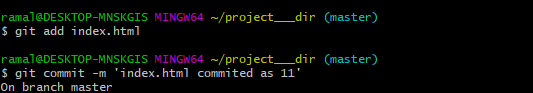 ramal@DESKTOP-MNSKGIS MINGW64 ~/project___dir (master)
$ git add index.html
ramal@DESKTOP-MNSKGIS MINGW64 ~/project___dir (master)
$ git commit -m 'index.html commited as 11'
On branch master